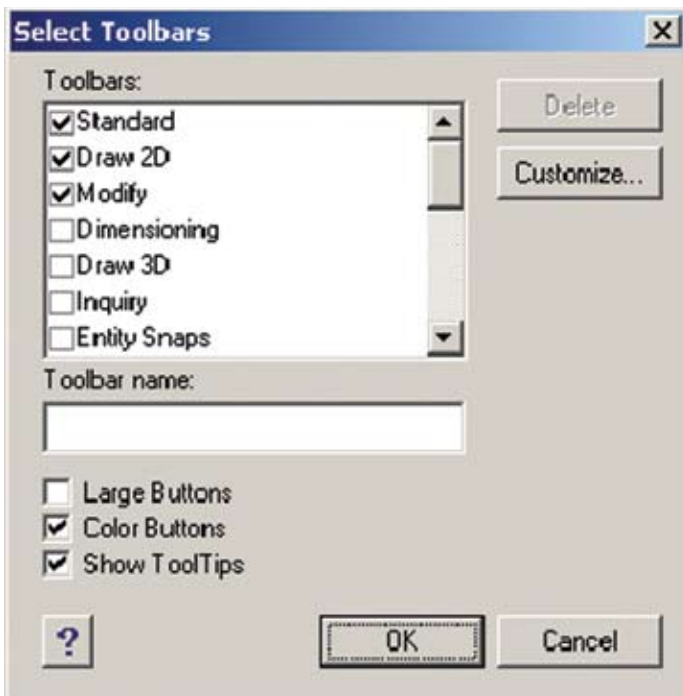 Select Toolbars
Toolbars:
Standard
Draw 2D
Modify
Dimensioning
Draw 3D
Inquiry
Entity Snaps
Delete
Customize...
Toolbar name:
Large Buttons
Color Buttons
Show ToolTips
?
OK
Cancel